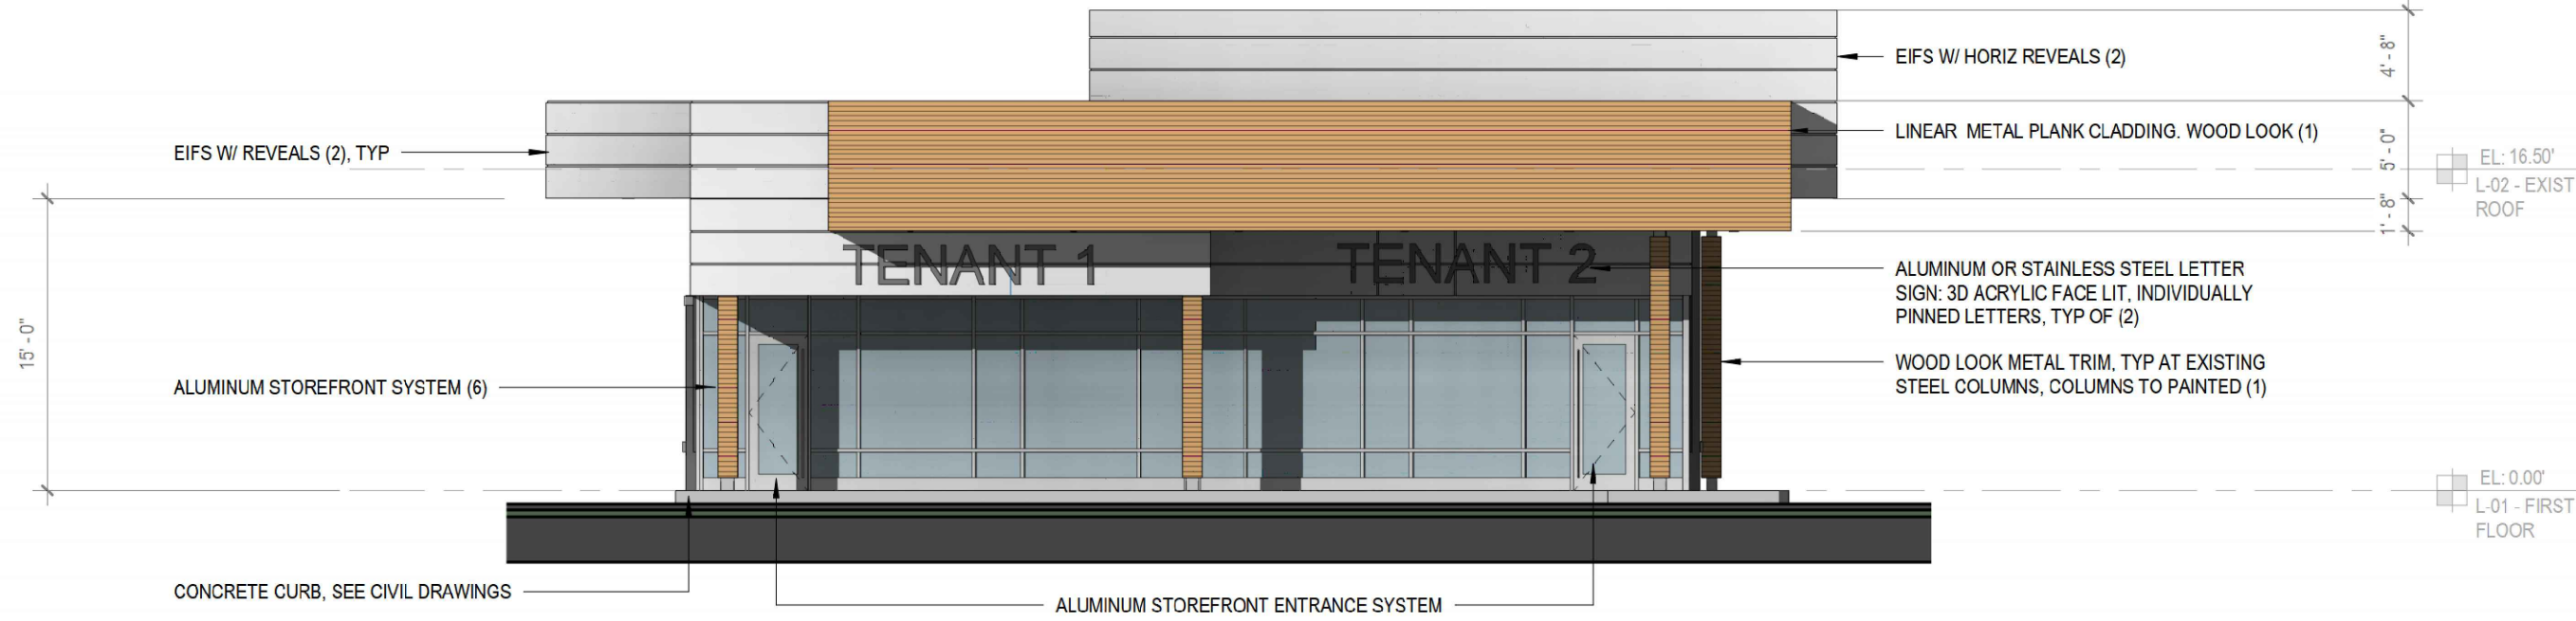 4' - 8"
EIFS W/ HORIZ REVEALS (2)
LINEAR METAL PLANK CLADDING. WOOD LOOK (1)
5' - 0"
EIFS W/ REVEALS (2), TYP
EL: 16.50'
L-02 - EXIST
ROOF
1' - 8"
TENANT 1
TENANT 2
ALUMINUM OR STAINLESS STEEL LETTER
SIGN: 3D ACRYLIC FACE LIT, INDIVIDUALLY
PINNED LETTERS, TYP OF (2)
15' - 0"
WOOD LOOK METAL TRIM, TYP AT EXISTING
STEEL COLUMNS, COLUMNS TO PAINTED (1)
ALUMINUM STOREFRONT SYSTEM (6)
EL: 0.00'
L-01 - FIRST
FLOOR
CONCRETE CURB, SEE CIVIL DRAWINGS
ALUMINUM STOREFRONT ENTRANCE SYSTEM